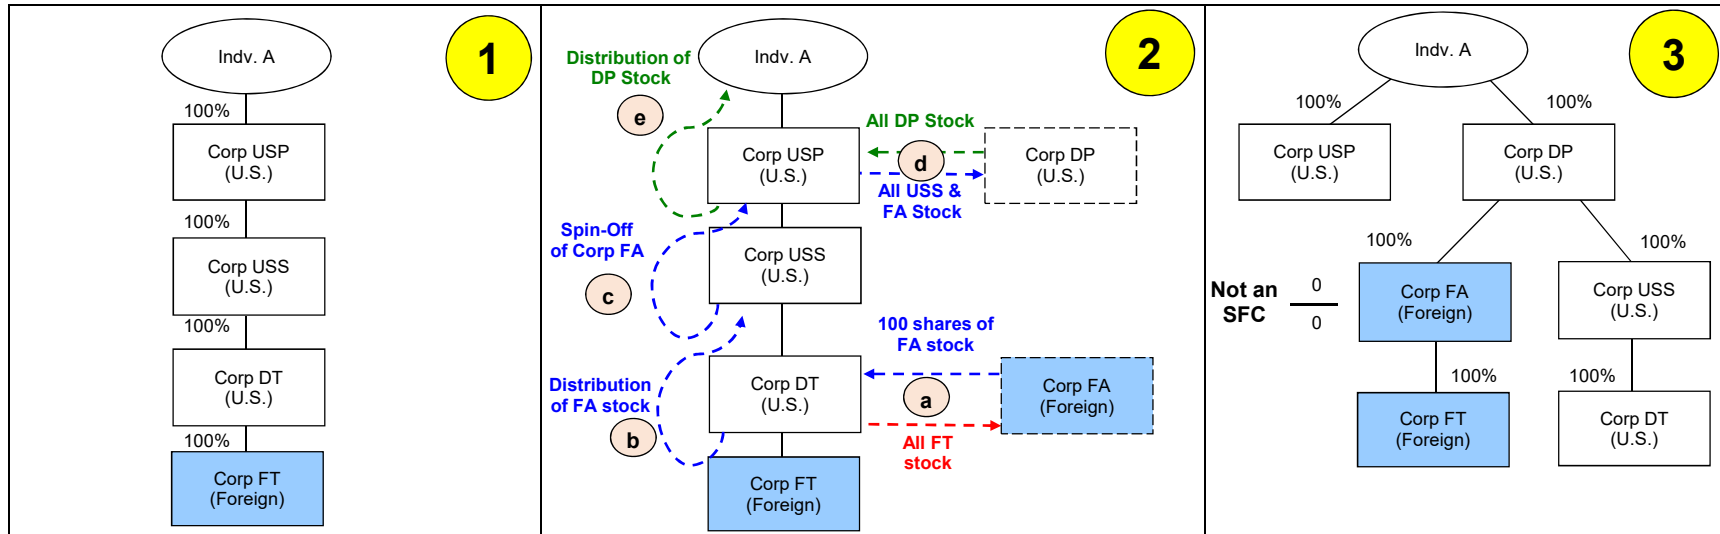 1
Indv. A
100%
Corp USP
(U.S.)
100%
Corp USS
(U.S.)
100%
Corp DT
(U.S.)
100%
Corp FT
(Foreign)
2
Distribution of
DP Stock
Indv. A
e
Corp USP
(U.S.)
All DP Stock
d
All USS &
FA Stock
Corp DP
(U.S.)
Spin-Off
of Corp FA
c
Corp USS
(U.S.)
100 shares of
FA stock
Distribution
of FA stock
b
Corp DT
(U.S.)
a
All FT
stock
Corp FA
(Foreign)
Corp FT
(Foreign)
3
Indv. A
100%
100%
Corp USP
(U.S.)
Corp DP
(U.S.)
100%
100%
Not an
SFC
0
0
Corp FA
(Foreign)
Corp USS
(U.S.)
100%
100%
Corp FT
(Foreign)
Corp DT
(U.S.)